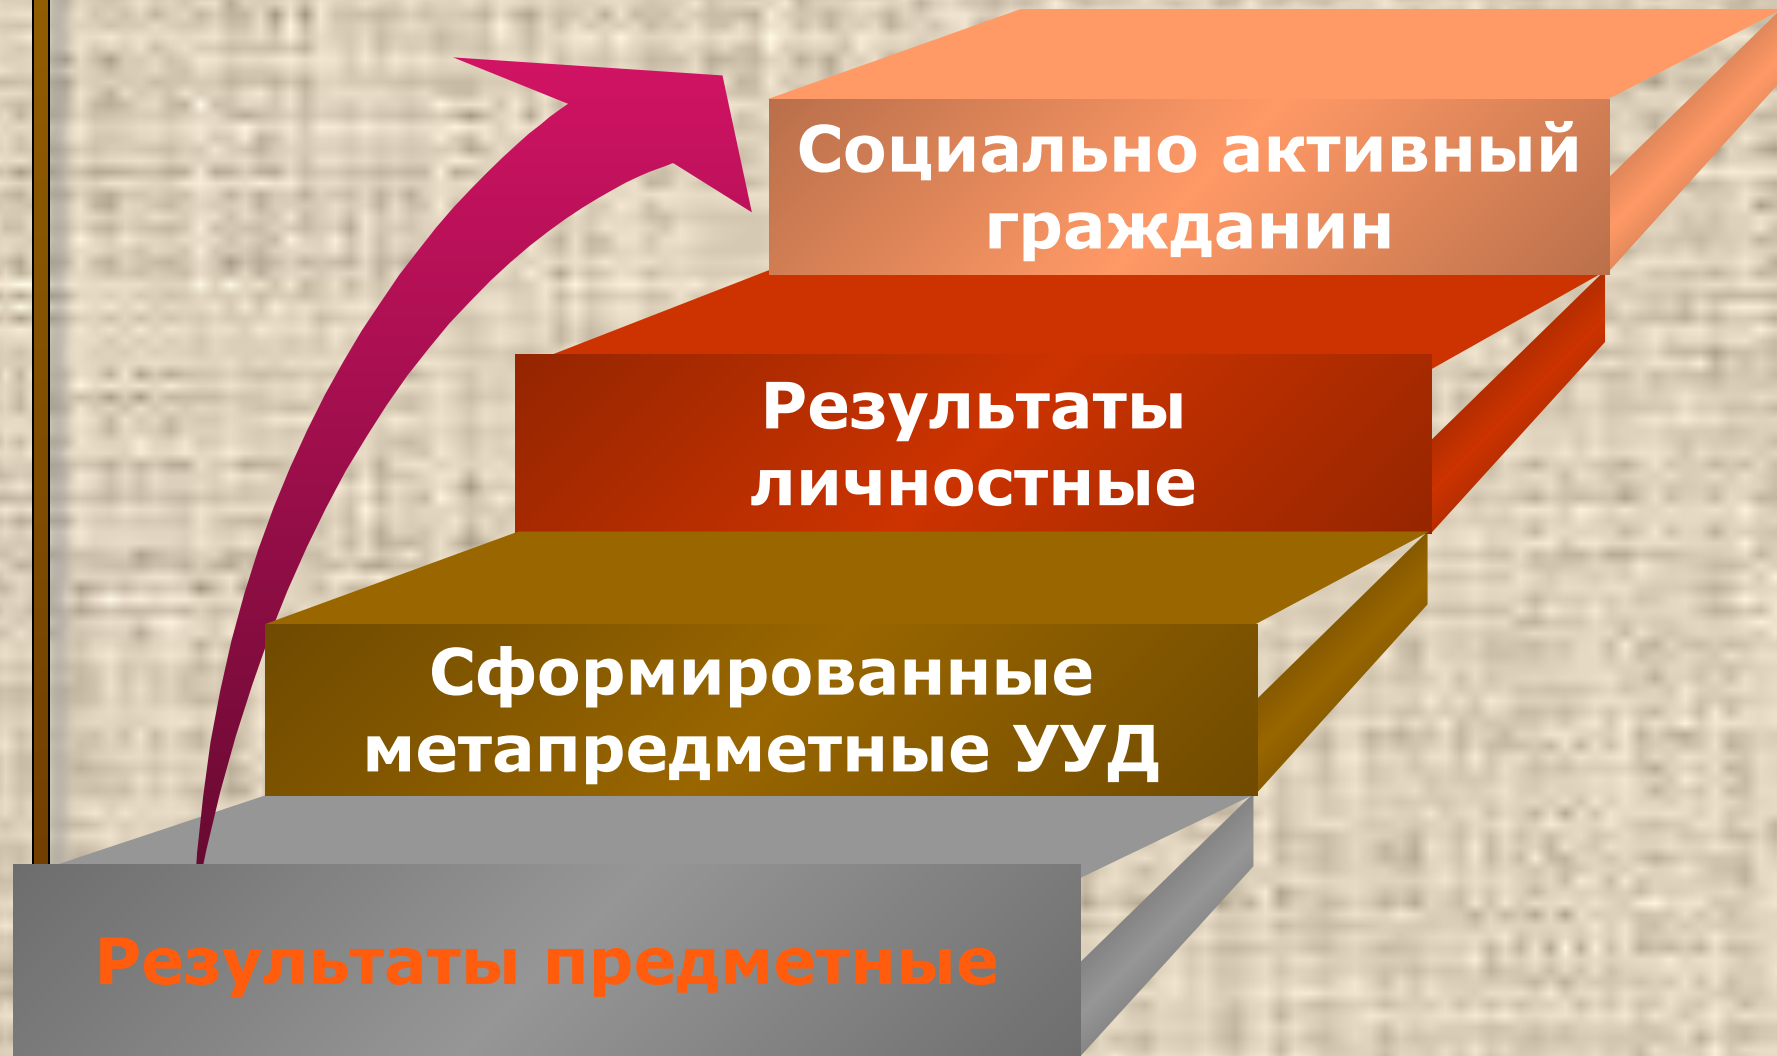 Социально активный
гражданин
Результаты
личностные
Сформированные
метапредметные УУД
Результаты предметные